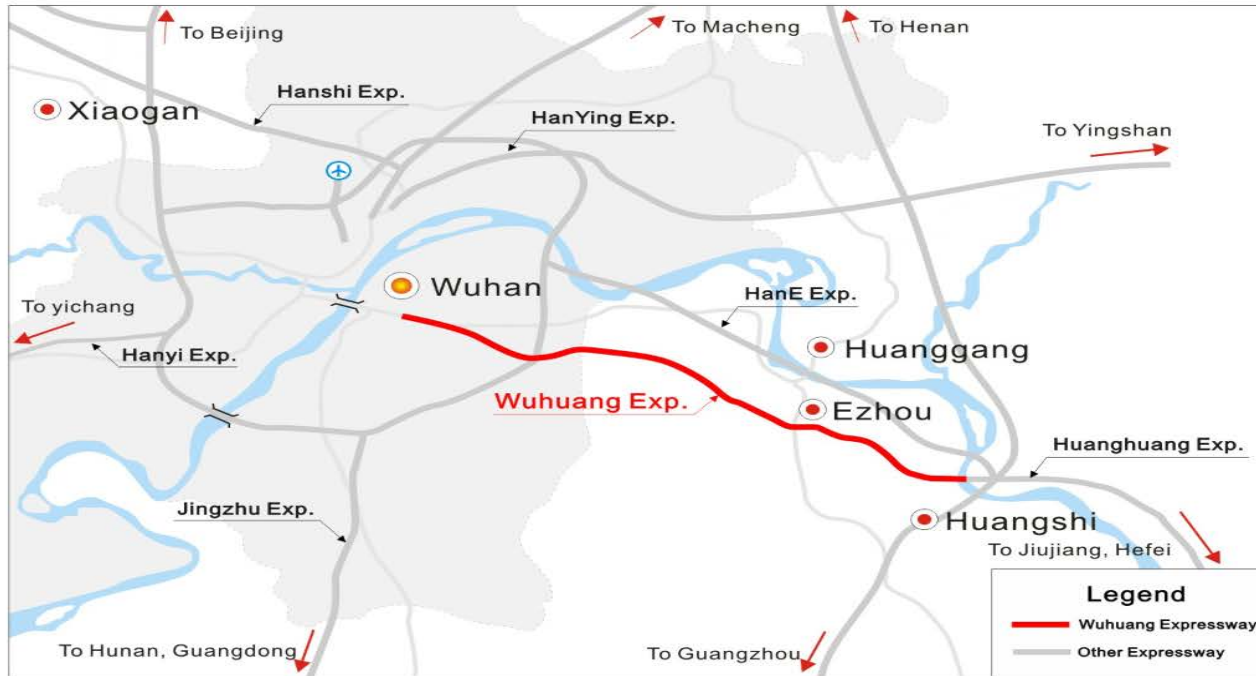 To Beijing
To Macheng
To Henan
Hanshi Exp.
Xiaogan
HanYing Exp.
To Yingshan
Wuhan
To yichang
HanE Exp.
Hanyi Exp.
Huanggang
Wuhuang Exp.
Ezhou
Huanghuang Exp.
Jingzhu Exp.
Huangshi
To Jiujiang, Hefei
Legend
Wuhuang Expressway
Other Expressway
To Hunan, Guangdong
To Guangzhou